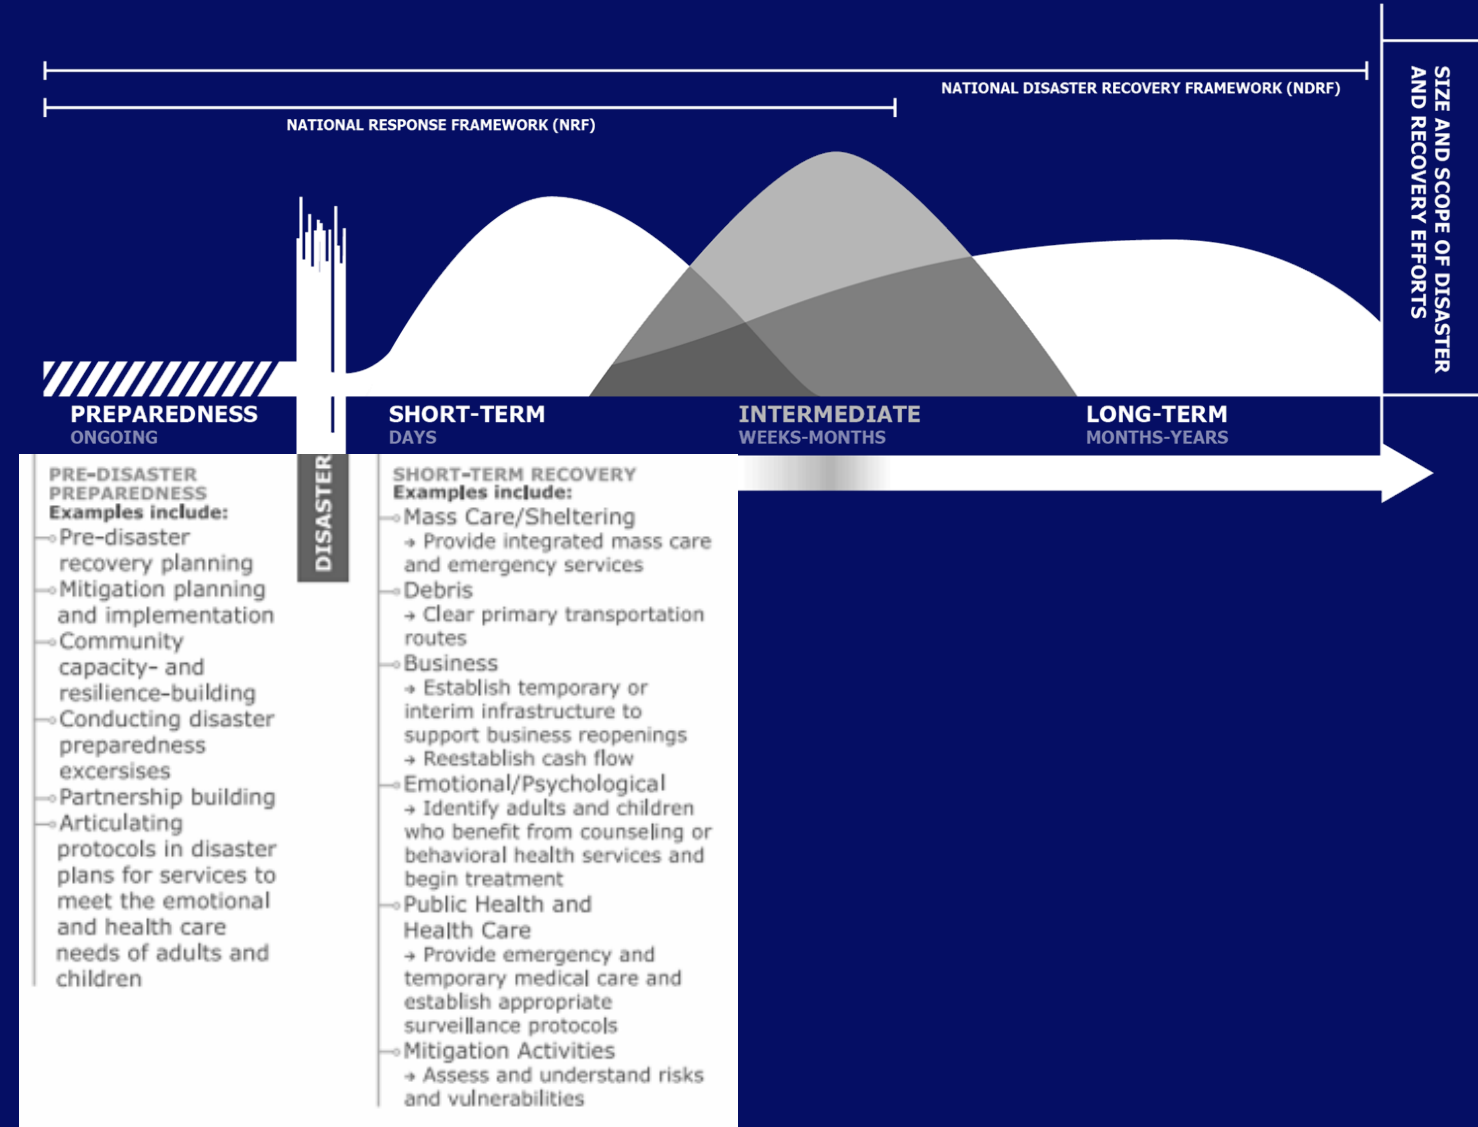 NATIONAL DISASTER RECOVERY FRAMEWORK (NDRF)
NATIONAL RESPONSE FRAMEWORK (NRF)
SIZE AND SCOPE OF DISASTER
AND RECOVERY EFFORTS
PREPAREDNESS
ONGOING
SHORT-TERM
DAYS
INTERMEDIATE
WEEKS-MONTHS
LONG-TERM
MONTHS-YEARS
PRE-DISASTER
PREPAREDNESS
Examples include:
Pre-disaster
recovery planning
Mitigation planning
and implementation
Community
capacity- and
resilience-building
Conducting disaster
preparedness
excersises
Partnership building
Articulating
protocols in disaster
plans for services to
meet the emotional
and health care
needs of adults and
children
DISASTER
SHORT-TERM RECOVERY
Examples include:
Mass Care/Sheltering
→ Provide integrated mass care
and emergency services
Debris
→ Clear primary transportation
routes
Business
→ Establish temporary or
interim infrastructure to
support business reopenings
→ Reestablish cash flow
Emotional/Psychological
→ Identify adults and children
who benefit from counseling or
behavioral health services and
begin treatment
Public Health and
Health Care
→ Provide emergency and
temporary medical care and
establish appropriate
surveillance protocols
Mitigation Activities
→ Assess and understand risks
and vulnerabilities